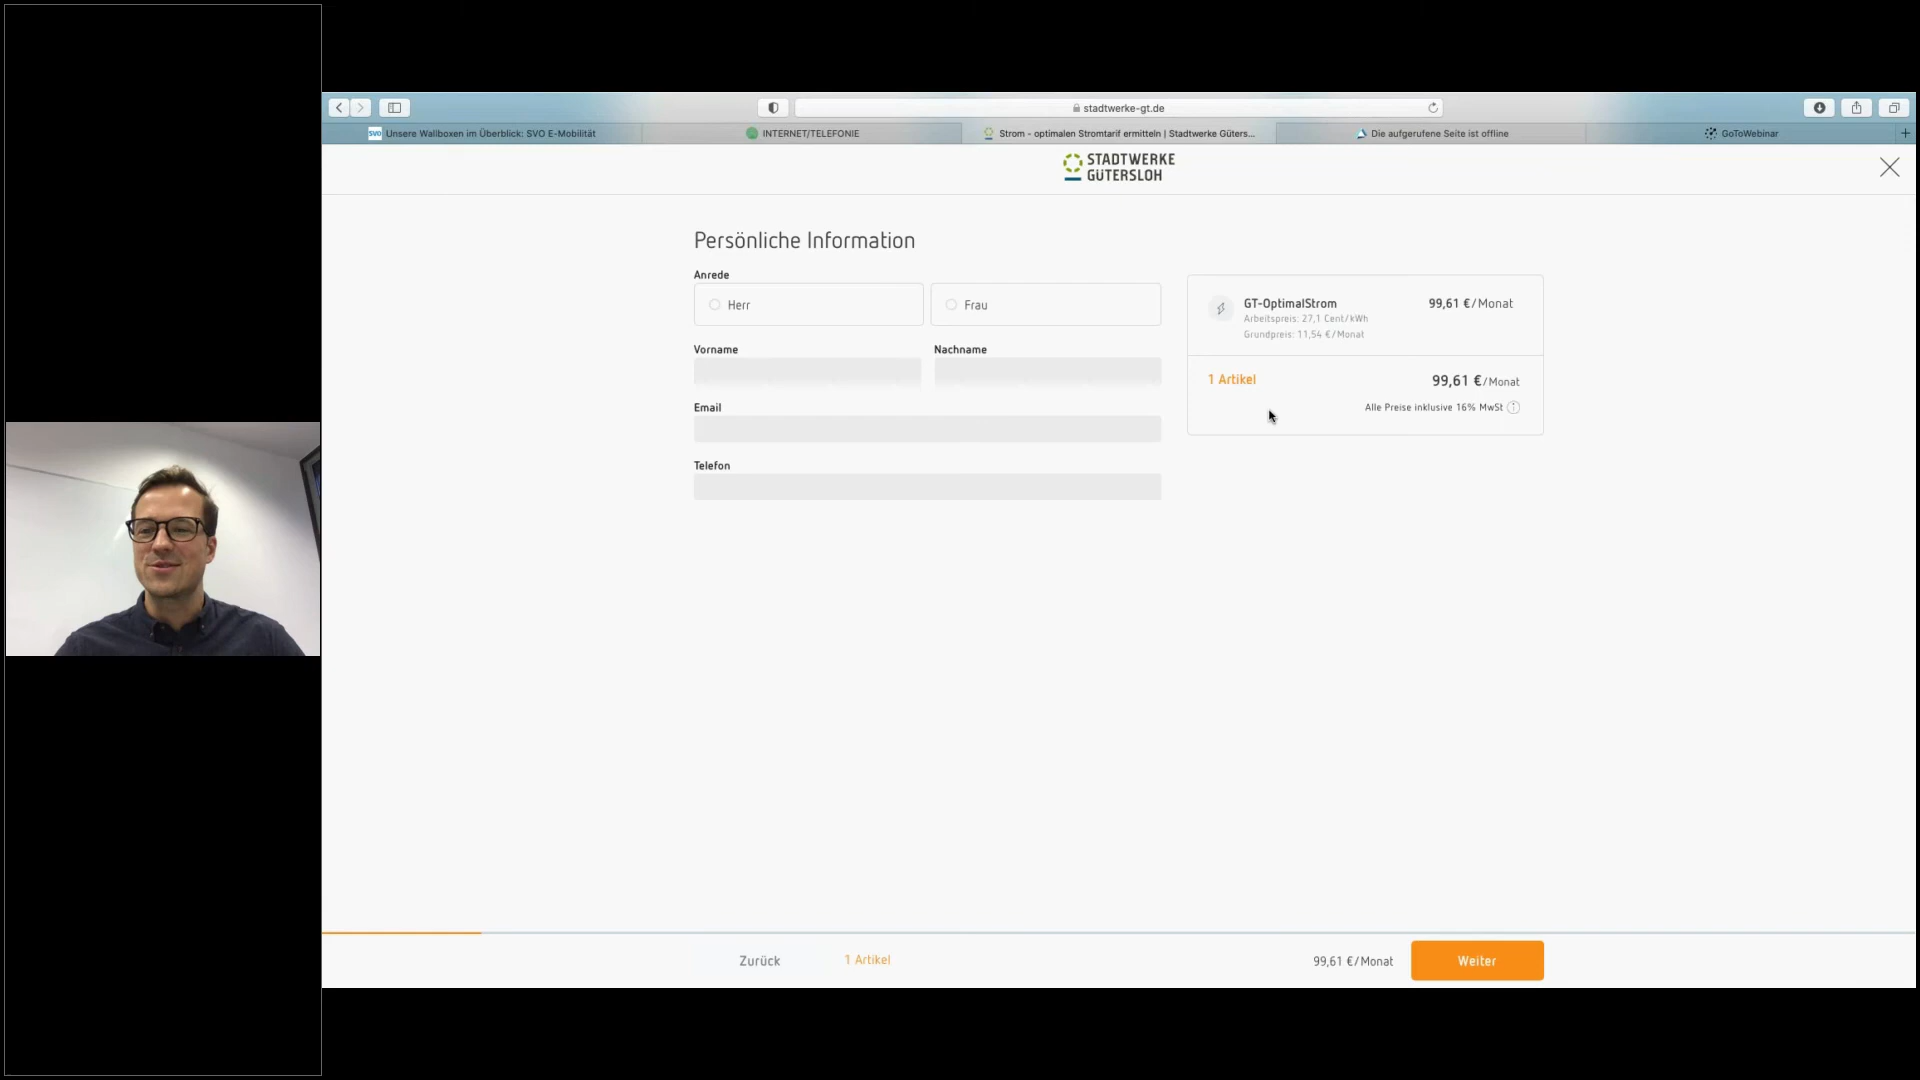 stadtwerke-gt.de
SVO Unsere Wallboxen im Überblick: SVO E-Mobilität
INTERNET/TELEFONIE
Strom - optimalen Stromtarif ermitteln | Stadtwerke Güters...
Die aufgerufene Seite ist offline
GoToWebinar
STADTWERKE
GÜTERSLOH
Persönliche Information
Anrede
Herr
Frau
Vorname
Nachname
Email
Telefon
GT-OptimalStrom
99,61 €/Monat
Arbeitspreis: 27,1 Cent/kWh
Grundpreis: 11,54 €/Monat
1 Artikel
99,61 €/Monat
Alle Preise inklusive 16% MwSt
Zurück
1 Artikel
99,61 €/Monat
Weiter